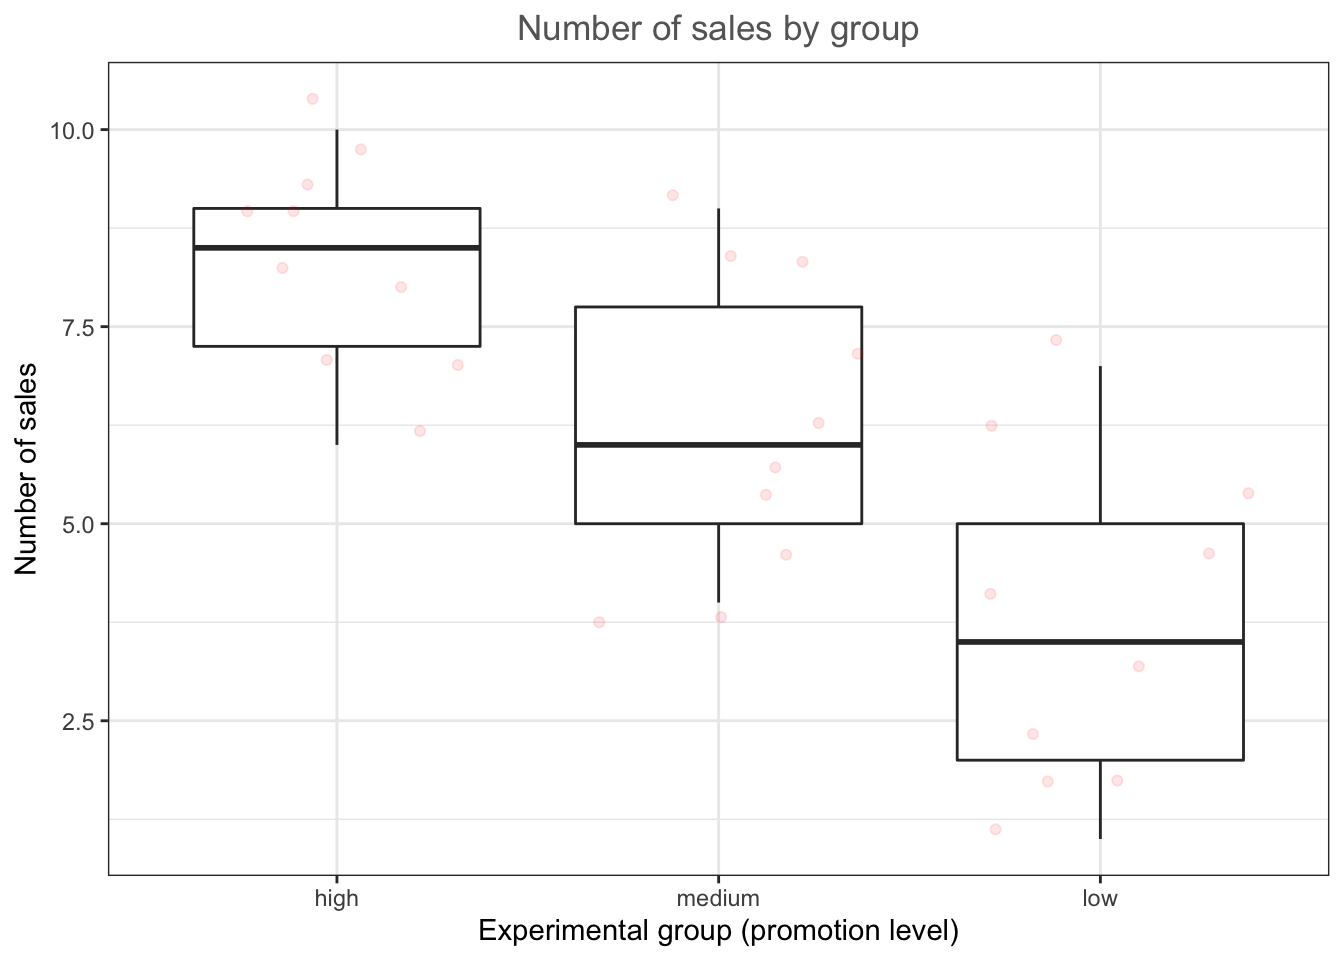 Number of sales by group
Number of sales
10.0
7.5
5.0
2.5
high
medium
low
Experimental group (promotion level)